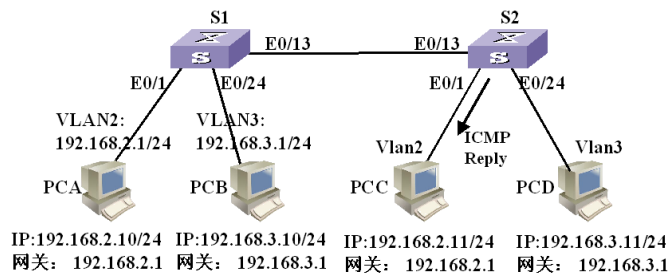 S1
S2
E0/13
E0/13
E0/1
E0/24
E0/1
E0/24
VLAN2:
192.168.2.1/24
VLAN3:
192.168.3.1/24
Vlan2
ICMP
Reply
Vlan3
PCA
PCB
PCC
PCD
IP:192.168.2.10/24
网关： 192.168.2.1
IP:192.168.3.10/24
网关： 192.168.3.1
IP:192.168.2.11/24
网关： 192.168.2.1
IP:192.168.3.11/24
网关： 192.168.3.1